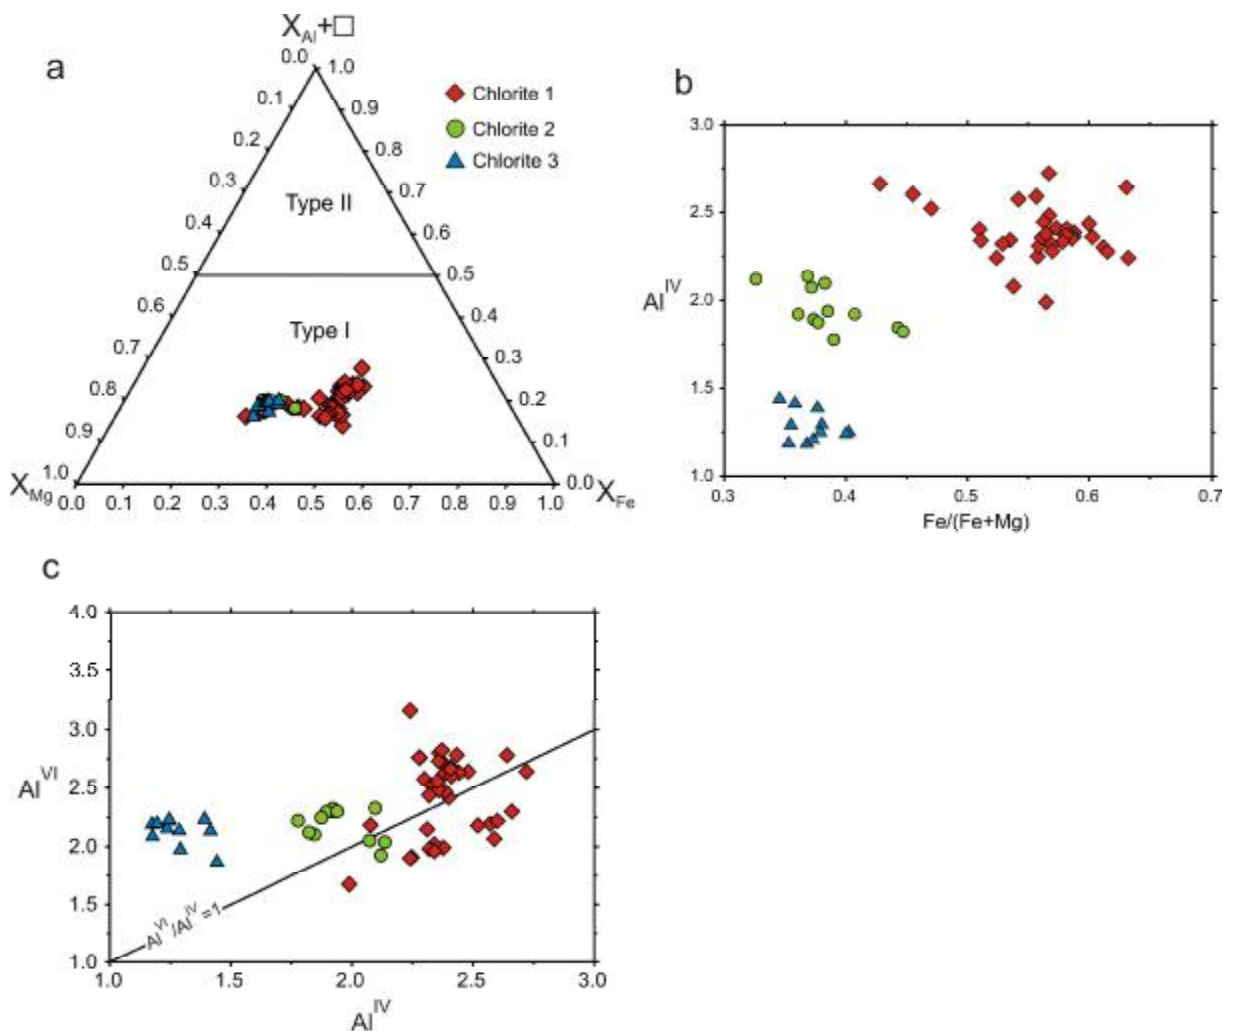 X_Al+□
a
0.0
1.0
0.1
0.9
0.2
0.8
0.3
0.7
0.4
0.6
0.5
0.5
0.6
0.4
0.7
0.3
0.8
0.2
0.9
0.1
1.0
0.0
Type II
Type I
X_Mg
X_Fe
0.0 0.1 0.2 0.3 0.4 0.5 0.6 0.7 0.8 0.9 1.0
Chlorite 1
Chlorite 2
Chlorite 3
b
3.0
2.5
2.0
1.5
1.0
Al^IV
0.3 0.4 0.5 0.6 0.7
Fe/(Fe+Mg)
c
4.0
3.5
3.0
2.5
2.0
1.5
1.0
Al^VI
Al^VI/Al^IV=1
1.0 1.5 2.0 2.5 3.0
Al^IV